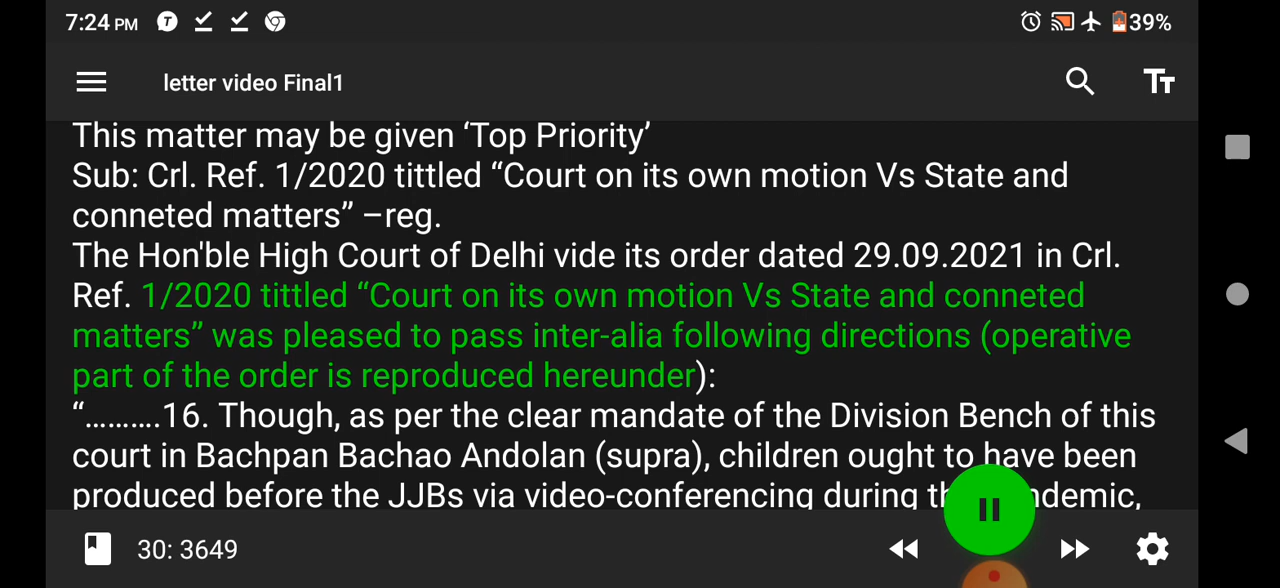 7:24 PM
39%
letter video Final1
This matter may be given ‘Top Priority’
Sub: Crl. Ref. 1/2020 tittled “Court on its own motion Vs State and
conneted matters” –reg.
The Hon'ble High Court of Delhi vide its order dated 29.09.2021 in Crl.
Ref. 1/2020 tittled “Court on its own motion Vs State and conneted
matters” was pleased to pass inter-alia following directions (operative
part of the order is reproduced hereunder):
“……….16. Though, as per the clear mandate of the Division Bench of this
court in Bachpan Bachao Andolan (supra), children ought to have been
produced before the JJBs via video-conferencing during
30: 3649